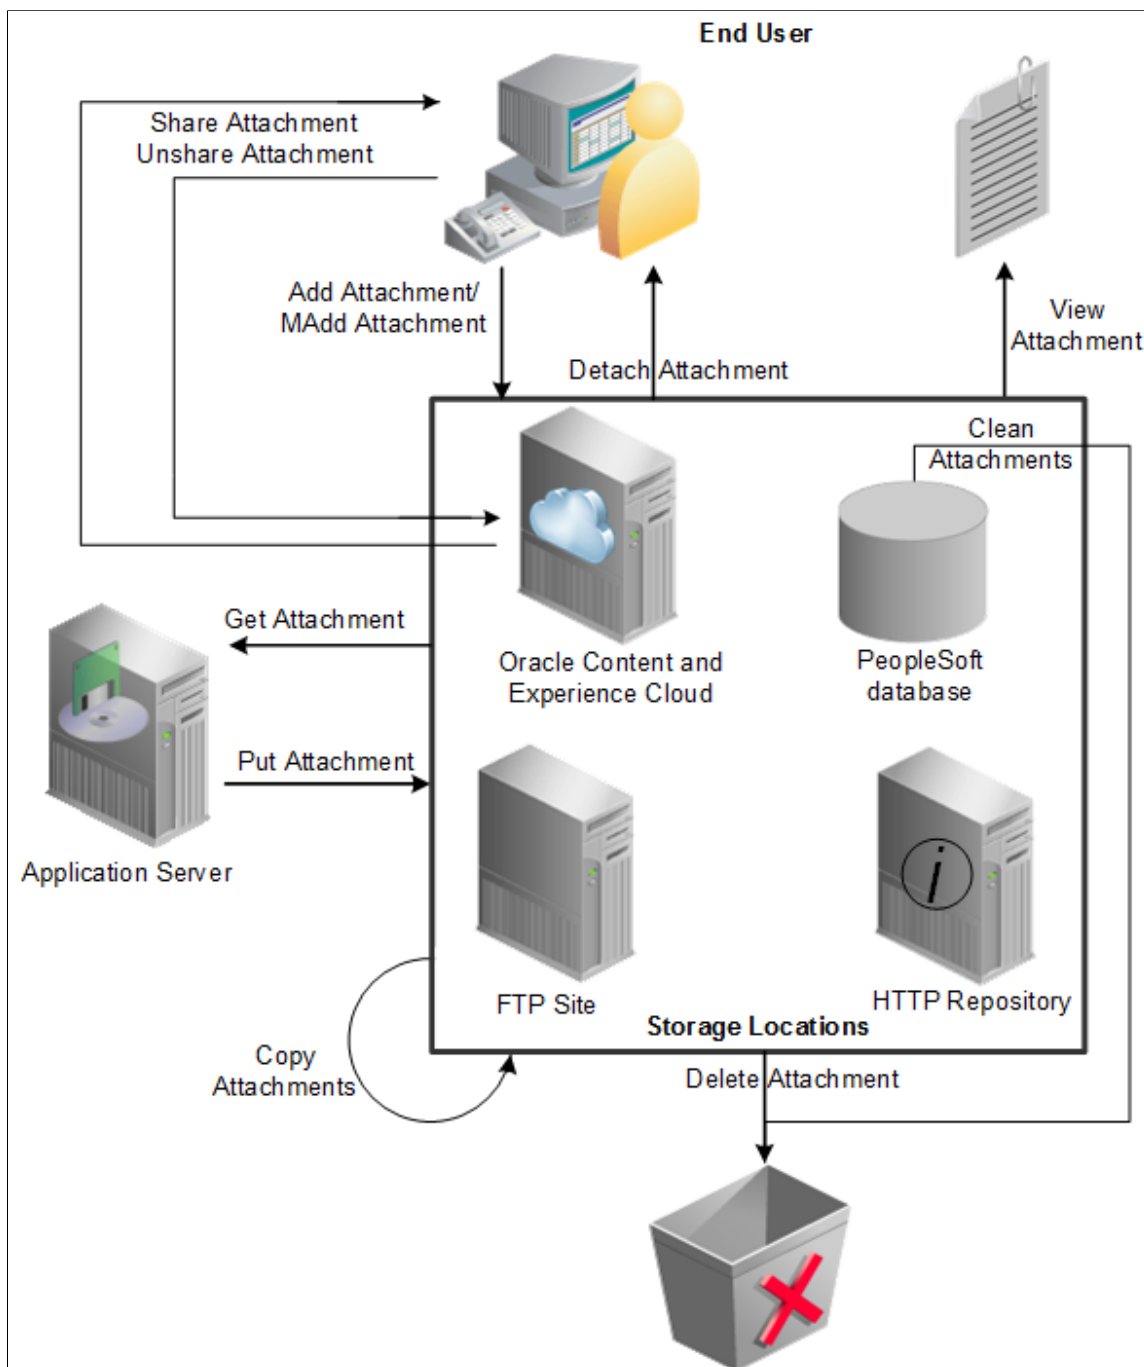 End User
Share Attachment
Unshare Attachment
Add Attachment/
MAdd Attachment
Detach Attachment
View
Attachment
Clean
Attachments
Oracle Content and
Experience Cloud
PeopleSoft
database
Get Attachment
Put Attachment
Application Server
FTP Site
i
HTTP Repository
Storage Locations
Copy
Attachments
Delete Attachment